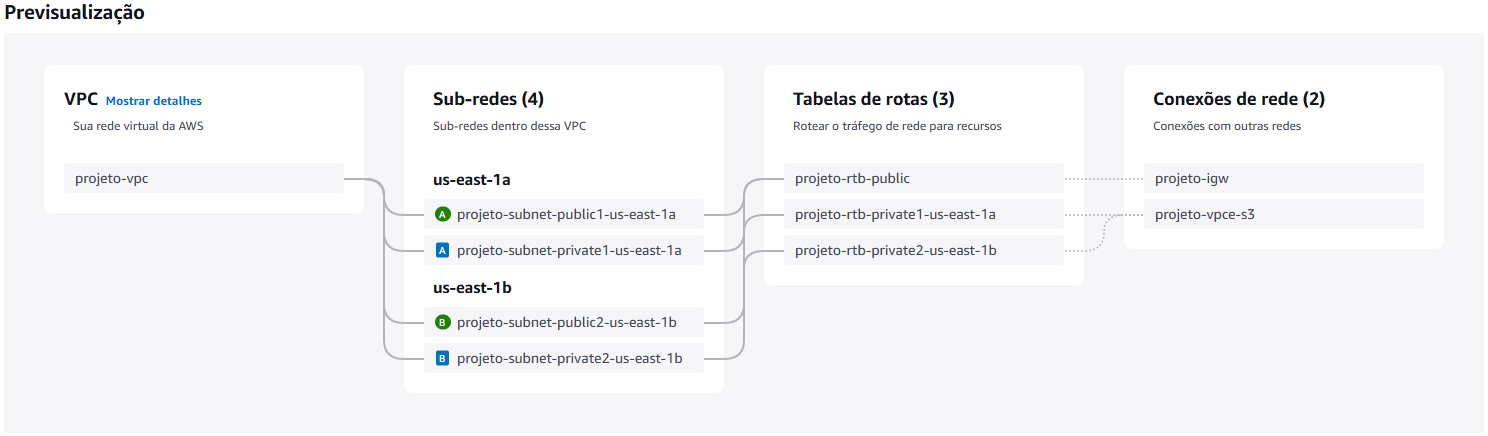 Previsualização
VPC Mostrar detalhes
Sua rede virtual da AWS
projeto-vpc
Sub-redes (4)
Sub-redes dentro dessa VPC
us-east-1a
A projeto-subnet-public1-us-east-1a
A projeto-subnet-private1-us-east-1a
us-east-1b
B projeto-subnet-public2-us-east-1b
B projeto-subnet-private2-us-east-1b
Tabelas de rotas (3)
Rotear o tráfego de rede para recursos
projeto-rtb-public
projeto-rtb-private1-us-east-1a
projeto-rtb-private2-us-east-1b
Conexões de rede (2)
Conexões com outras redes
projeto-igw
projeto-vpce-s3